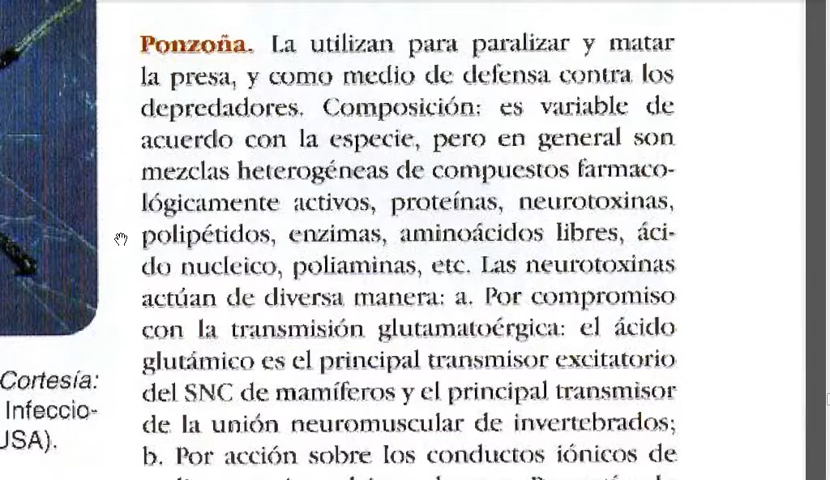 Ponzoña. La utilizan para paralizar y matar
la presa, y como medio de defensa contra los
depredadores. Composición: es variable de
acuerdo con la especie, pero en general son
mezclas heterogéneas de compuestos farmaco-
lógicamente activos, proteínas, neurotoxinas,
polipétidos, enzimas, aminoácidos libres, áci-
do nucleico, poliaminas, etc. Las neurotoxinas
actúan de diversa manera: a. Por compromiso
con la transmisión glutamatoérgica: el ácido
glutámico es el principal transmisor excitatorio
del SNC de mamíferos y el principal transmisor
de la unión neuromuscular de invertebrados;
b. Por acción sobre los conductos iónicos de
Cortesía:
Infeccio-
USA).